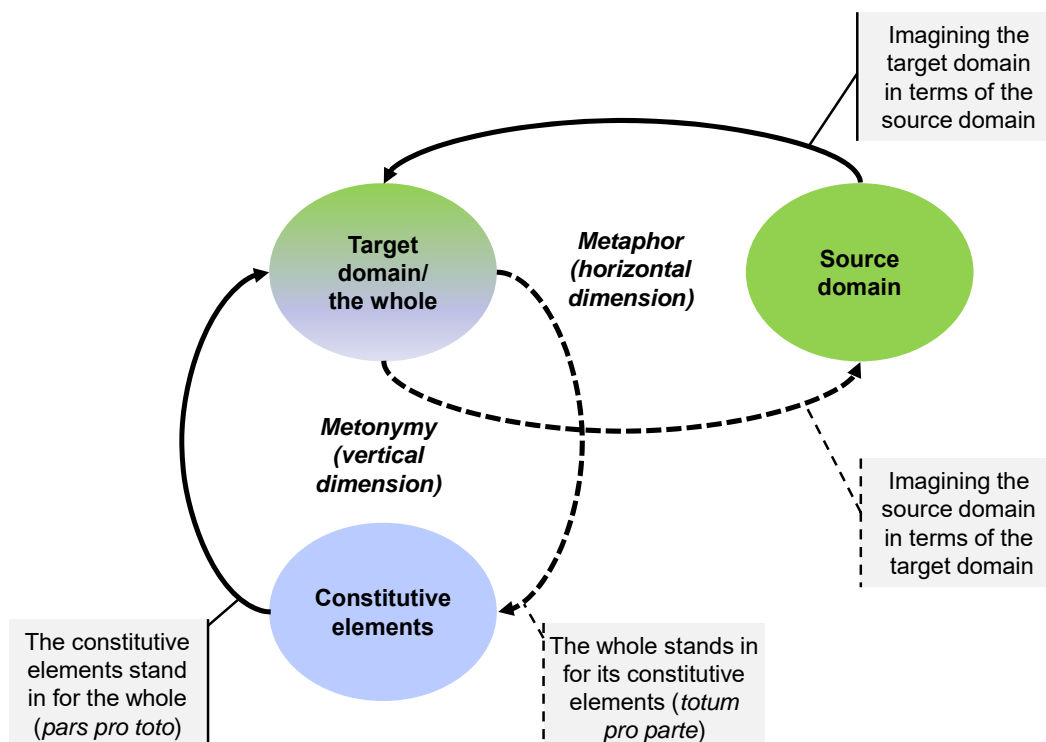 Imagining the
target domain
in terms of the
source domain
Target
domain/
the whole
Metaphor
(horizontal
dimension)
Source
domain
Metonymy
(vertical
dimension)
Imagining the
source domain
in terms of the
target domain
Constitutive
elements
The constitutive
elements stand
in for the whole
(pars pro toto)
The whole stands in
for its constitutive
elements (totum
pro parte)